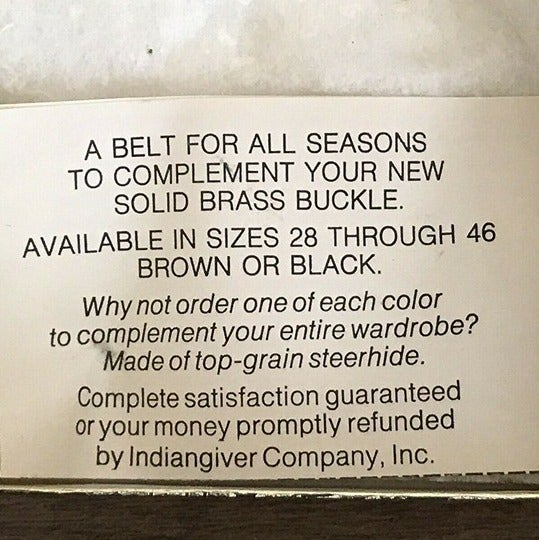 A BELT FOR ALL SEASONS
TO COMPLEMENT YOUR NEW
SOLID BRASS BUCKLE.
AVAILABLE IN SIZES 28 THROUGH 46
BROWN OR BLACK.
Why not order one of each color
to complement your entire wardrobe?
Made of top-grain steerhide.
Complete satisfaction guaranteed
or your money promptly refunded
by Indiangiver Company, Inc.